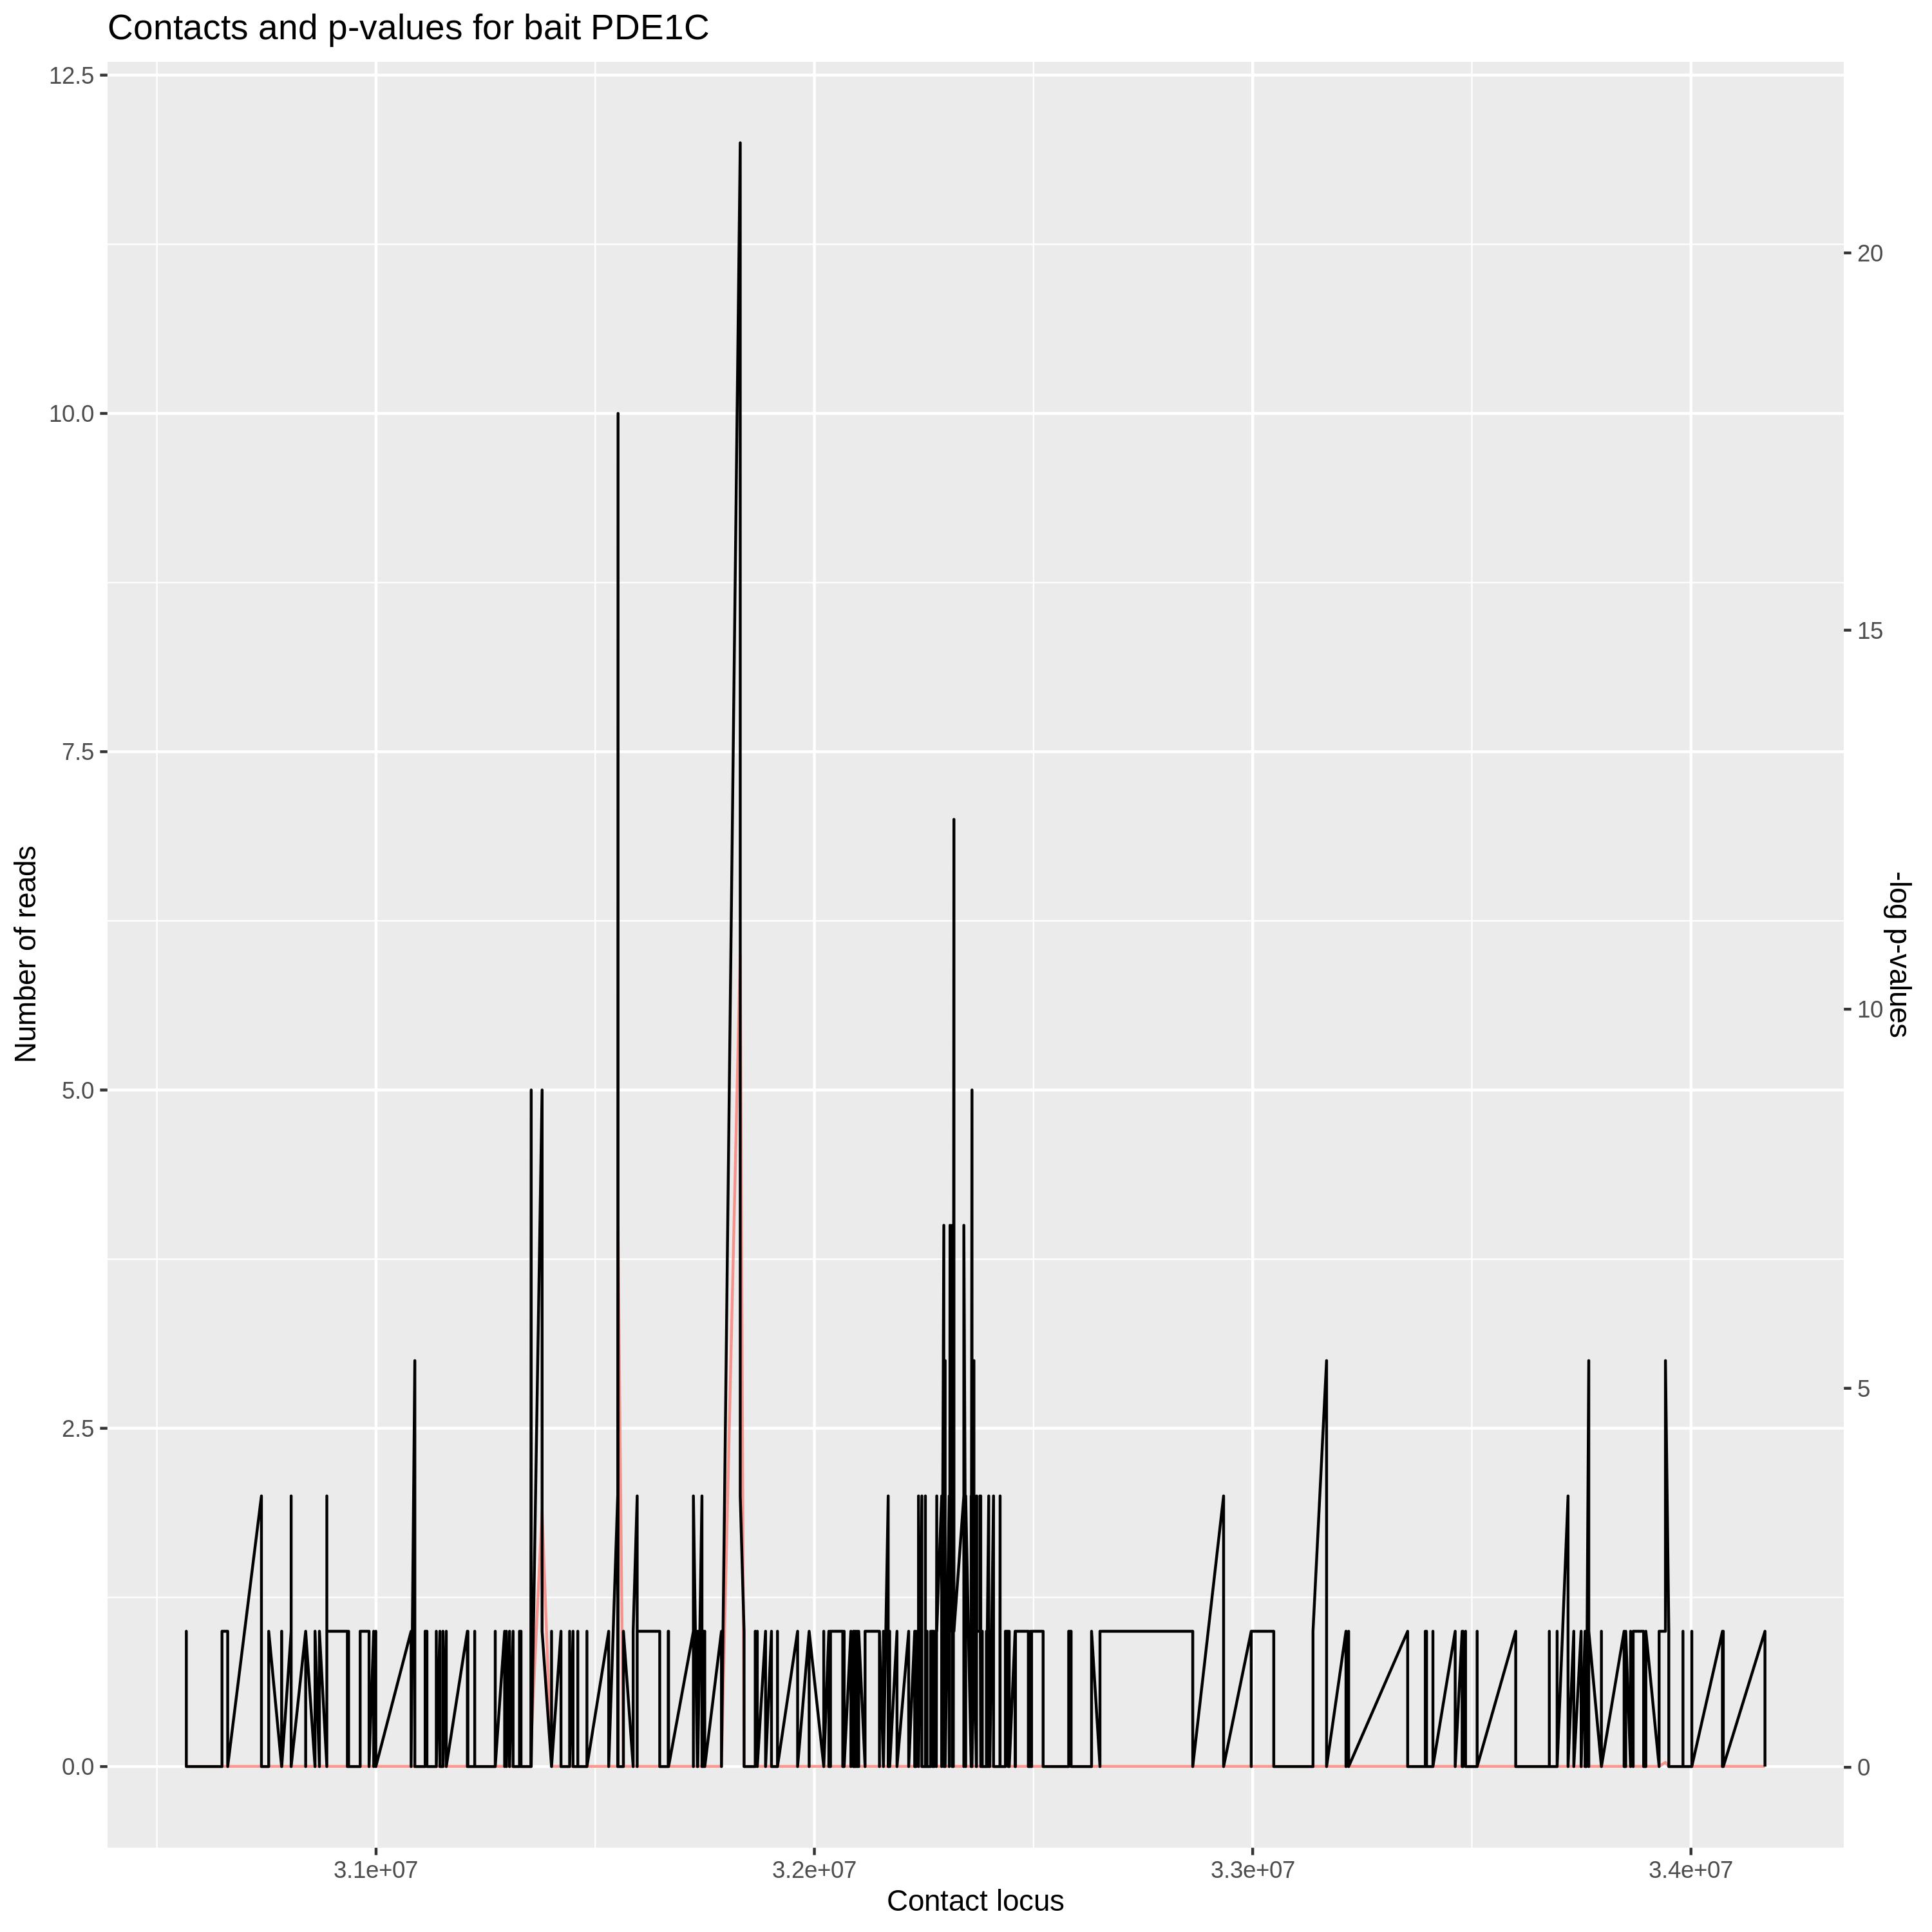 Contacts and p-values for bait PDE1C
12.5
10.0
7.5
5.0
2.5
0.0
Number of reads
20
15
10
5
0
-log p-values
3.1e+07
3.2e+07
3.3e+07
3.4e+07
Contact locus